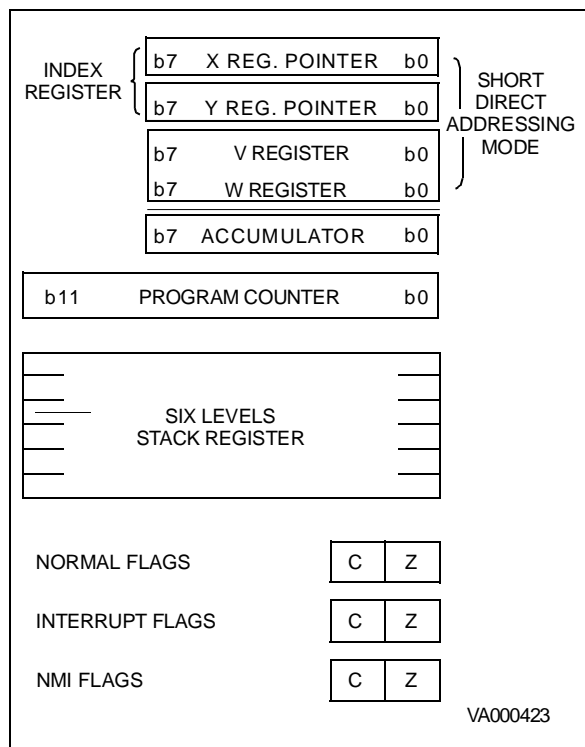 INDEX
REGISTER
b7 X REG. POINTER b0
b7 Y REG. POINTER b0
b7 V REGISTER b0
b7 W REGISTER b0
SHORT
DIRECT
ADDRESSING
MODE
b7 ACCUMULATOR b0
b11 PROGRAM COUNTER b0
SIX LEVELS
STACK REGISTER
NORMAL FLAGS C Z
INTERRUPT FLAGS C Z
NMI FLAGS C Z
VA000423